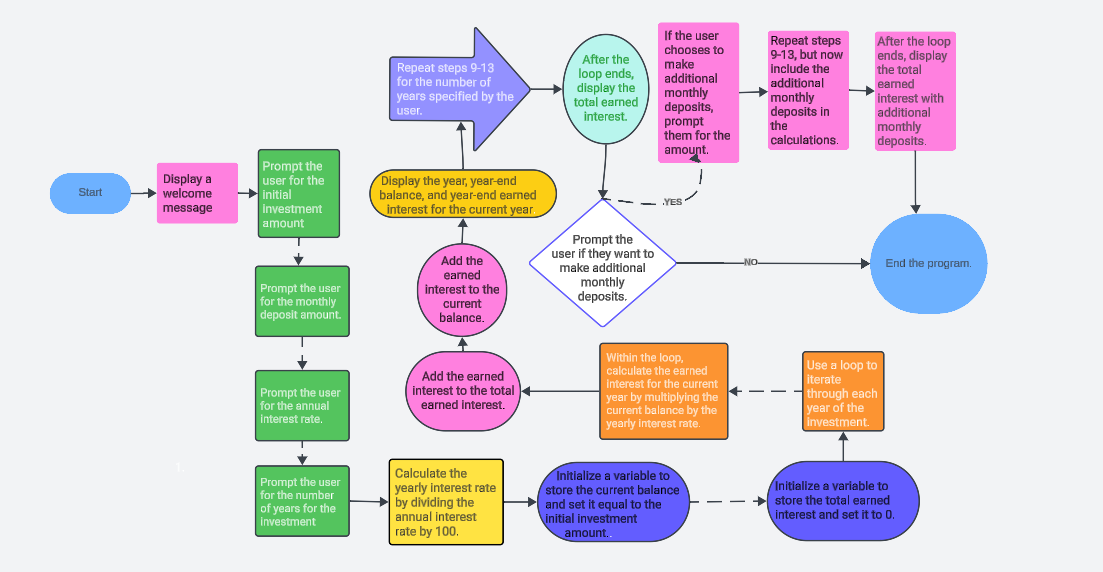 Start
Display a
welcome
message
Prompt the
user for the
initial
investment
amount
Prompt the user
for the monthly
deposit amount.
Prompt the user
for the annual
interest rate.
Prompt the user
for the number
of years for the
investment
Calculate the
yearly interest rate
by dividing the
annual interest
rate by 100.
Initialize a variable to
store the current balance
and set it equal to the
initial investment
amount.
Initialize a variable to
store the total earned
interest and set it to 0.
Use a loop to
iterate
through each
year of the
investment.
Within the loop,
calculate the earned
interest for the current
year by multiplying the
current balance by the
yearly interest rate.
Add the earned
interest to the total
earned interest.
Add the
earned
interest to the
current
balance.
Display the year, year-end
balance, and year-end earned
interest for the current year
Repeat steps 9-13
for the number of
years specified by the
user.
After the
loop ends,
display the
total earned
interest.
Prompt the
user if they want to
make additional
monthly
deposits.
YES
If the user
chooses to
make
additional
monthly
deposits,
prompt
them for the
amount.
Repeat steps
9-13, but now
include the
additional
monthly
deposits in
the
calculations.
After the loop
ends, display
the total
earned
interest with
additional
monthly
deposits.
NO
End the program.
1